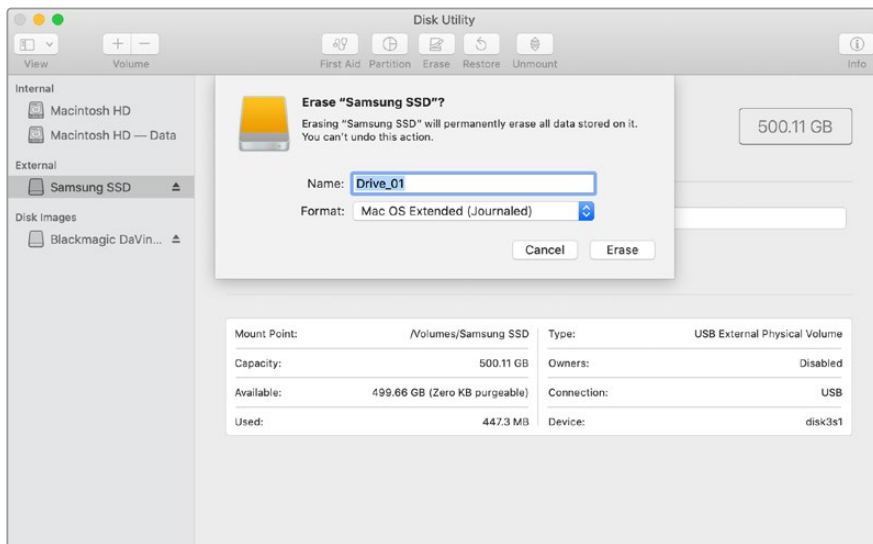 Disk Utility
View
Volume
First Aid
Partition
Erase
Restore
Unmount
Info
Internal
Macintosh HD
Macintosh HD — Data
External
Samsung SSD
Disk Images
Blackmagic DaVin...
Erase “Samsung SSD”?
Erasing “Samsung SSD” will permanently erase all data stored on it.
You can’t undo this action.
Name: Drive_01
Format: Mac OS Extended (Journaled)
Cancel
Erase
500.11 GB
Mount Point: /Volumes/Samsung SSD
Type: USB External Physical Volume
Capacity: 500.11 GB
Owners: Disabled
Available: 499.66 GB (Zero KB purgeable)
Connection: USB
Used: 447.3 MB
Device: disk3s1